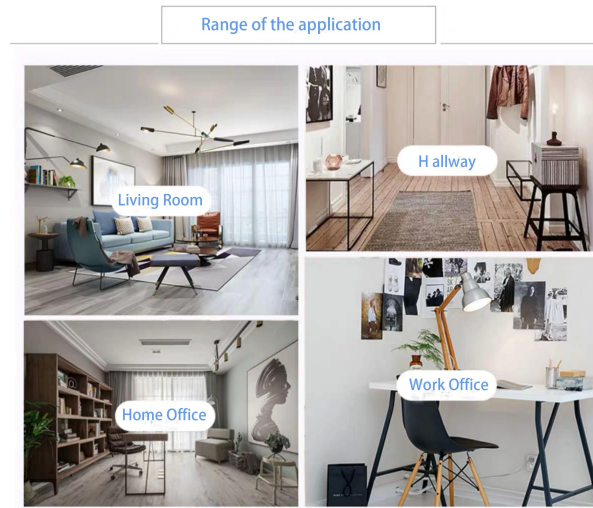 Range of the application
Living Room
H allway
Home Office
Work Office